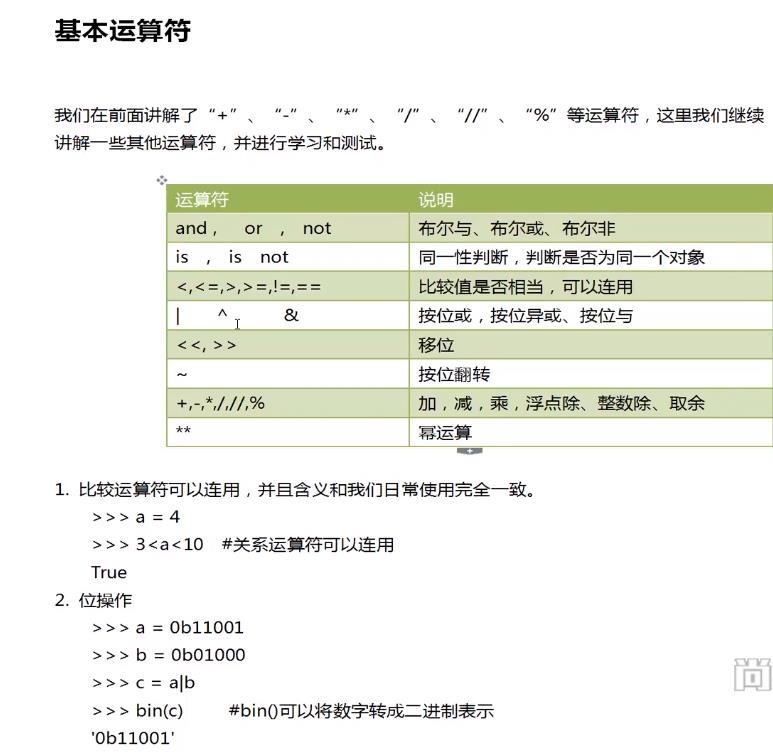 基本运算符
我们在前面讲解了“+”、“-”、“*”、“/”、“//”、“%”等运算符，这里我们继续
讲解一些其他运算符，并进行学习和测试。
运算符 说明
and， or ， not 布尔与、布尔或、布尔非
is ， is not 同一性判断，判断是否为同一个对象
<,<=,>,>=,!=,== 比较值是否相当，可以连用
| ^ & 按位或，按位异或、按位与
<<, >> 移位
~ 按位翻转
+,-,*,/,//,% 加，减，乘，浮点除、整数除、取余
** 幂运算
1. 比较运算符可以连用，并且含义和我们日常使用完全一致。
>>> a = 4
>>> 3<a<10 #关系运算符可以连用
True
2. 位操作
>>> a = 0b11001
>>> b = 0b01000
>>> c = a|b
>>> bin(c) #bin()可以将数字转成二进制表示
'0b11001'
尚